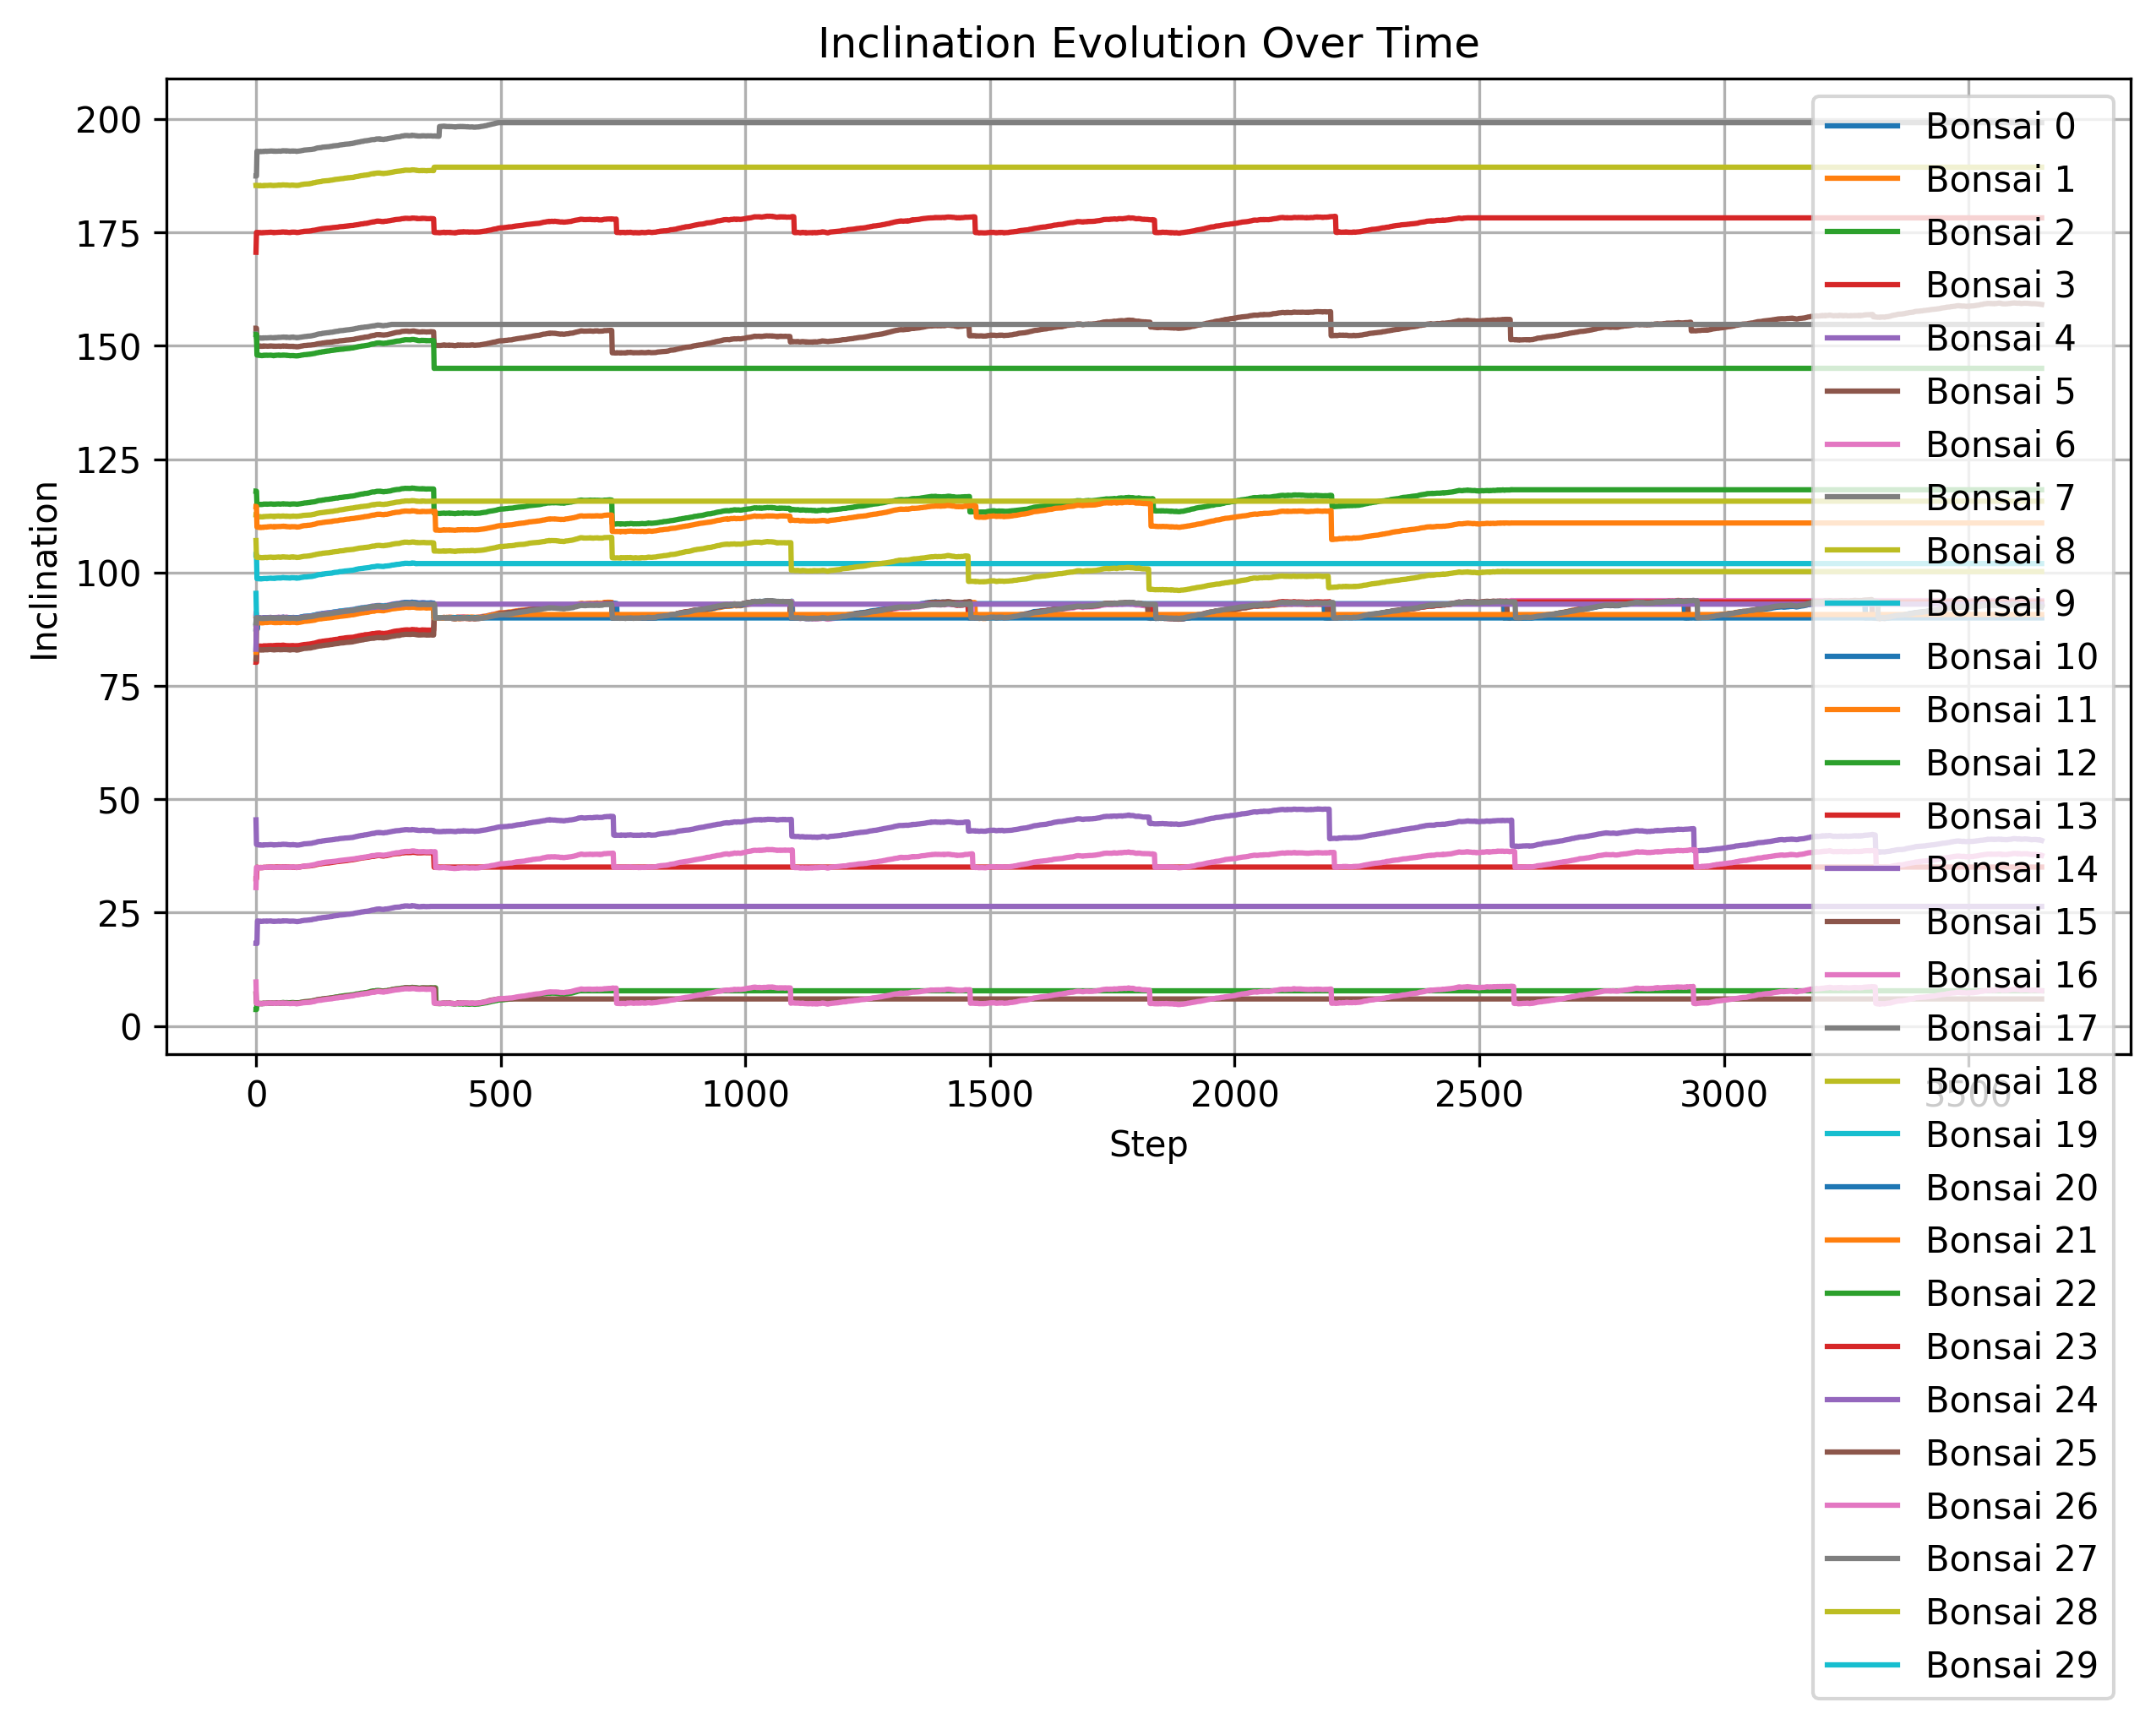 Inclination Evolution Over Time
Inclination
200
175
150
125
100
75
50
25
0
0
500
1000
1500
2000
2500
3000
3500
Step
Bonsai 0
Bonsai 1
Bonsai 2
Bonsai 3
Bonsai 4
Bonsai 5
Bonsai 6
Bonsai 7
Bonsai 8
Bonsai 9
Bonsai 10
Bonsai 11
Bonsai 12
Bonsai 13
Bonsai 14
Bonsai 15
Bonsai 16
Bonsai 17
Bonsai 18
Bonsai 19
Bonsai 20
Bonsai 21
Bonsai 22
Bonsai 23
Bonsai 24
Bonsai 25
Bonsai 26
Bonsai 27
Bonsai 28
Bonsai 29